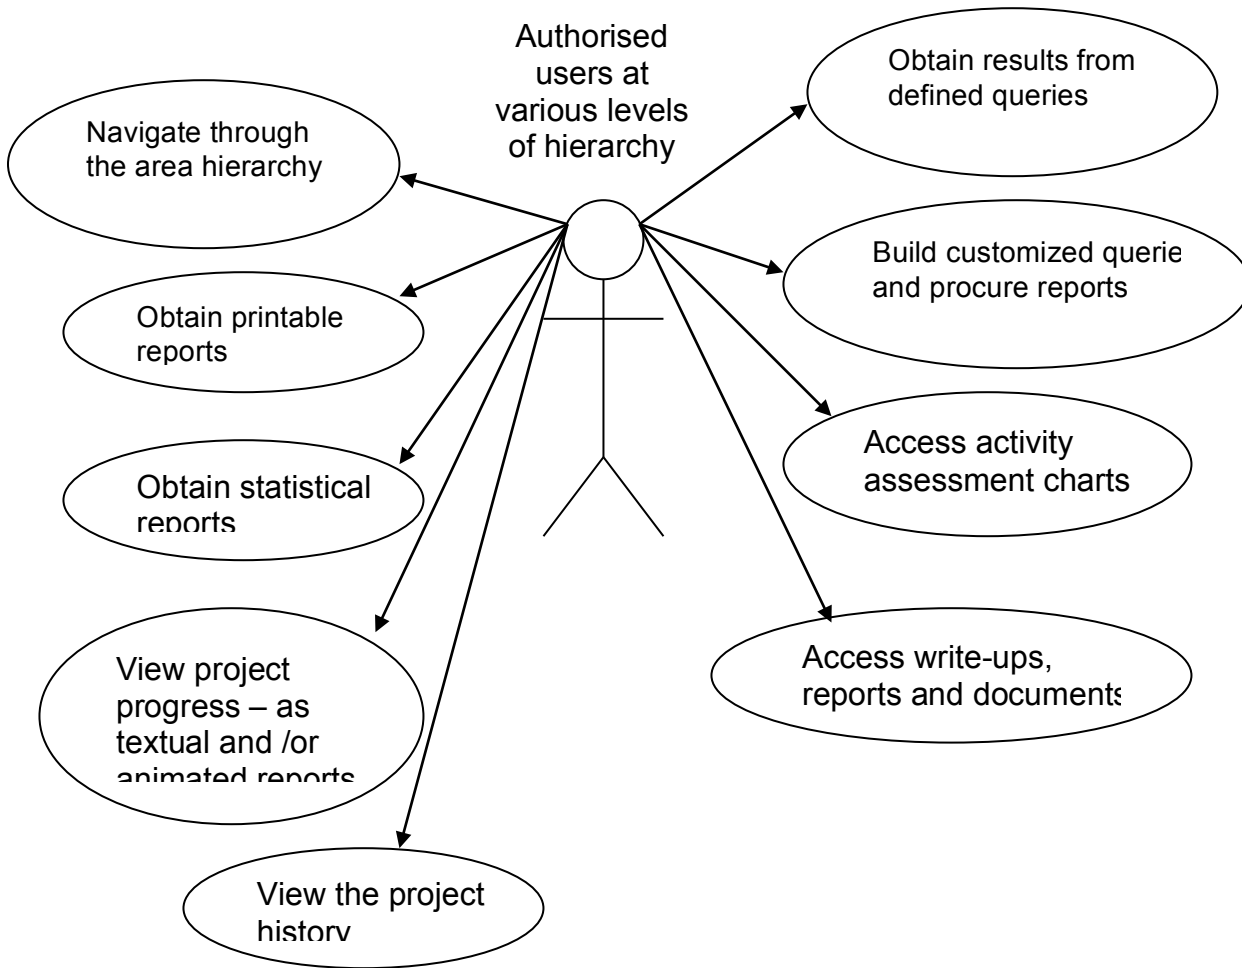 Authorised
users at
various levels
of hierarchy
Navigate through
the area hierarchy
Obtain printable
reports
Obtain statistical
reports
View project
progress – as
textual and /or
animated reports
View the project
history
Obtain results from
defined queries
Build customized querie
and procure reports
Access activity
assessment charts
Access write-ups,
reports and documents